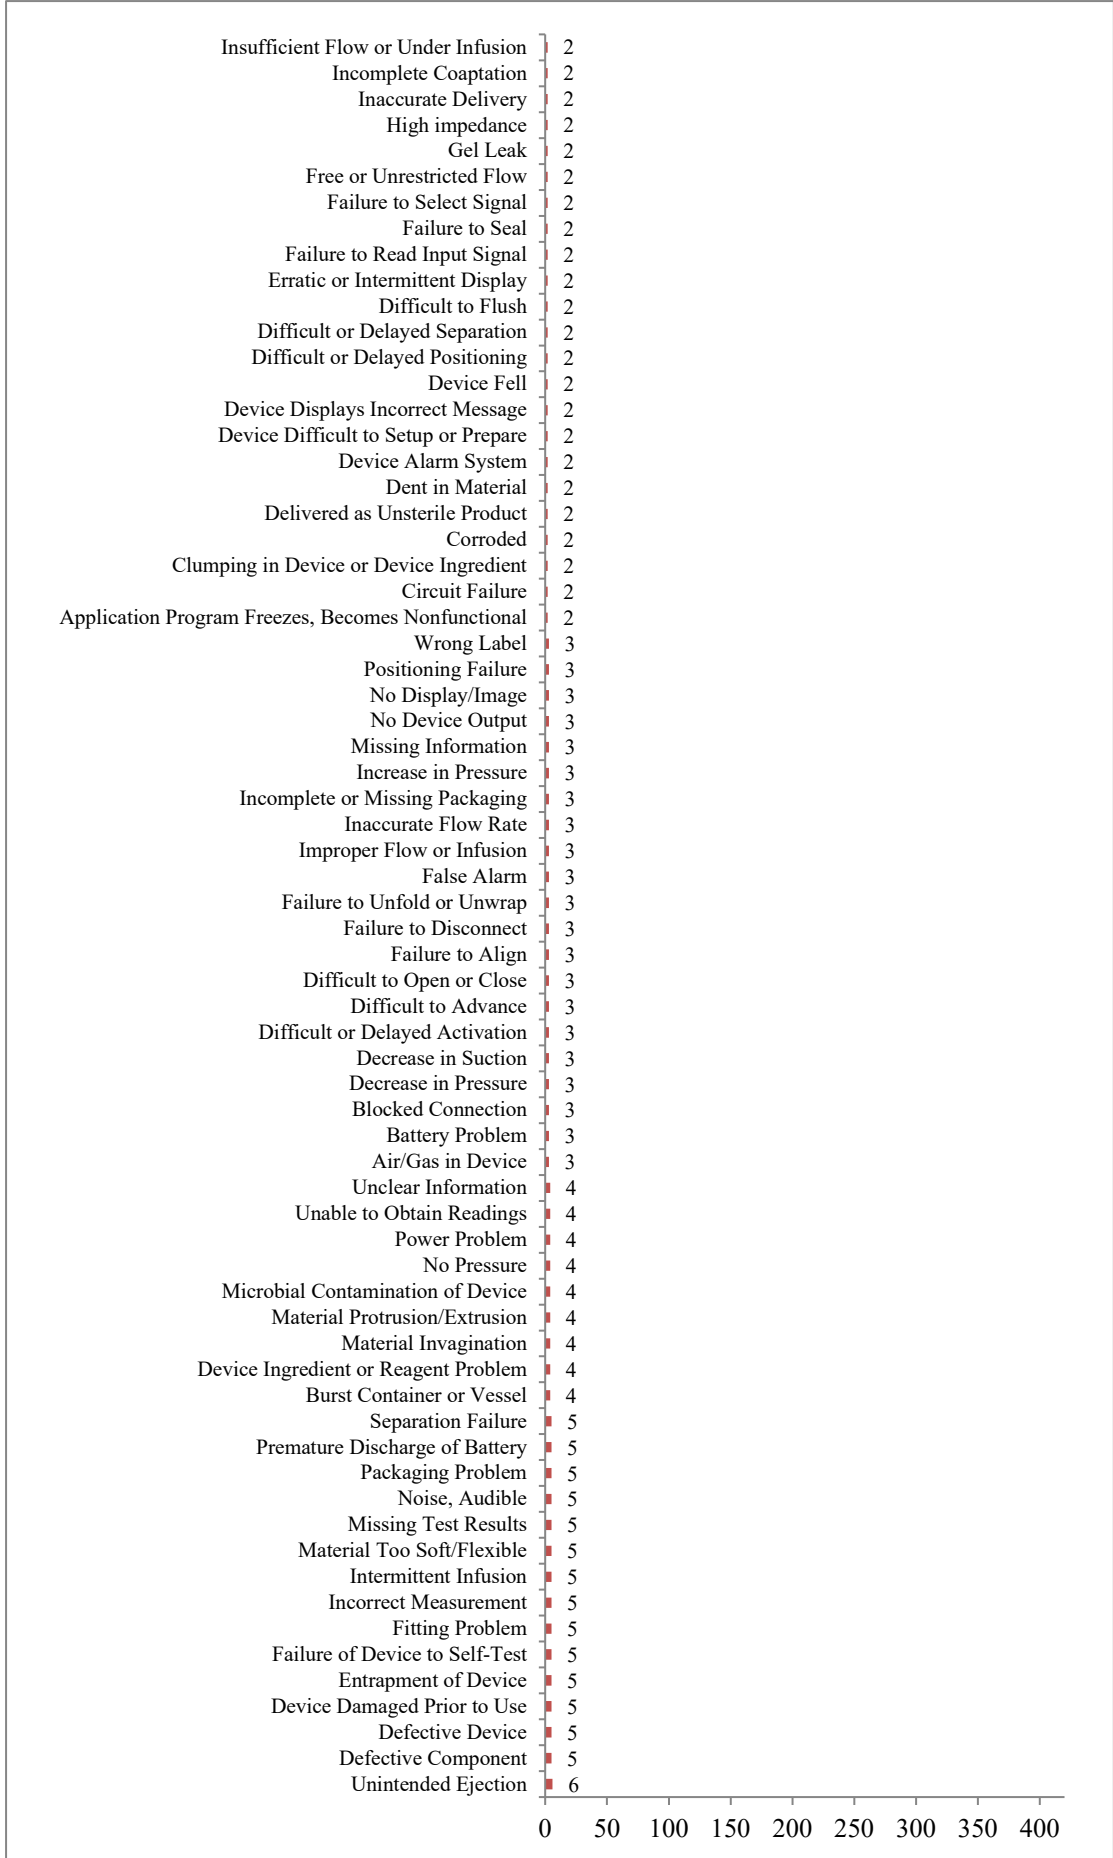 Insufficient Flow or Under Infusion 2
Incomplete Coaptation 2
Inaccurate Delivery 2
High impedance 2
Gel Leak 2
Free or Unrestricted Flow 2
Failure to Select Signal 2
Failure to Seal 2
Failure to Read Input Signal 2
Erratic or Intermittent Display 2
Difficult to Flush 2
Difficult or Delayed Separation 2
Difficult or Delayed Positioning 2
Device Fell 2
Device Displays Incorrect Message 2
Device Difficult to Setup or Prepare 2
Device Alarm System 2
Dent in Material 2
Delivered as Unsterile Product 2
Corroded 2
Clumping in Device or Device Ingredient 2
Circuit Failure 2
Application Program Freezes, Becomes Nonfunctional 2
Wrong Label 3
Positioning Failure 3
No Display/Image 3
No Device Output 3
Missing Information 3
Increase in Pressure 3
Incomplete or Missing Packaging 3
Inaccurate Flow Rate 3
Improper Flow or Infusion 3
False Alarm 3
Failure to Unfold or Unwrap 3
Failure to Disconnect 3
Failure to Align 3
Difficult to Open or Close 3
Difficult to Advance 3
Difficult or Delayed Activation 3
Decrease in Suction 3
Decrease in Pressure 3
Blocked Connection 3
Battery Problem 3
Air/Gas in Device 3
Unclear Information 4
Unable to Obtain Readings 4
Power Problem 4
No Pressure 4
Microbial Contamination of Device 4
Material Protrusion/Extrusion 4
Material Invagination 4
Device Ingredient or Reagent Problem 4
Burst Container or Vessel 4
Separation Failure 5
Premature Discharge of Battery 5
Packaging Problem 5
Noise, Audible 5
Missing Test Results 5
Material Too Soft/Flexible 5
Intermittent Infusion 5
Incorrect Measurement 5
Fitting Problem 5
Failure of Device to Self-Test 5
Entrapment of Device 5
Device Damaged Prior to Use 5
Defective Device 5
Defective Component 5
Unintended Ejection 6
0 50 100 150 200 250 300 350 400